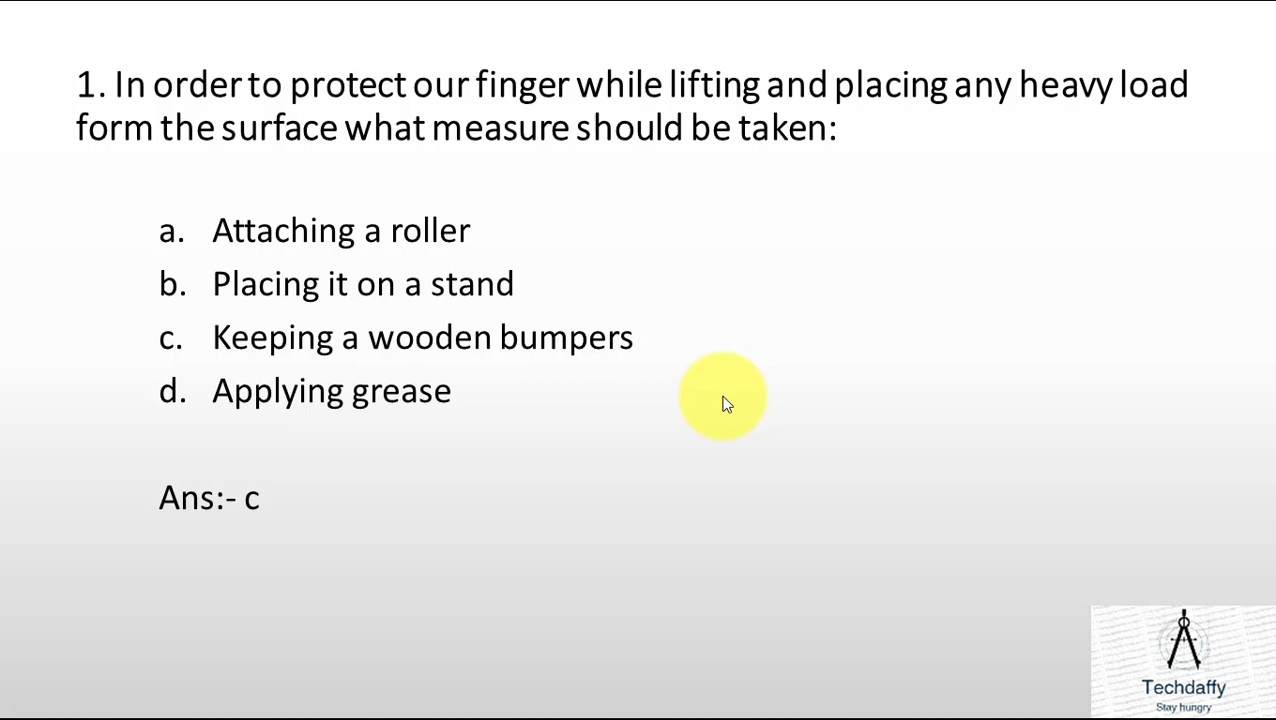 1. In order to protect our finger while lifting and placing any heavy load
form the surface what measure should be taken:
a. Attaching a roller
b. Placing it on a stand
c. Keeping a wooden bumpers
d. Applying grease
Ans:- c
Techdaffy
Stay hungry